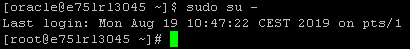 [oracle@e75lrl3045 ~]$ sudo su -
Last login: Mon Aug 19 10:47:22 CEST 2019 on pts/1
[root@e75lrl3045 ~]#